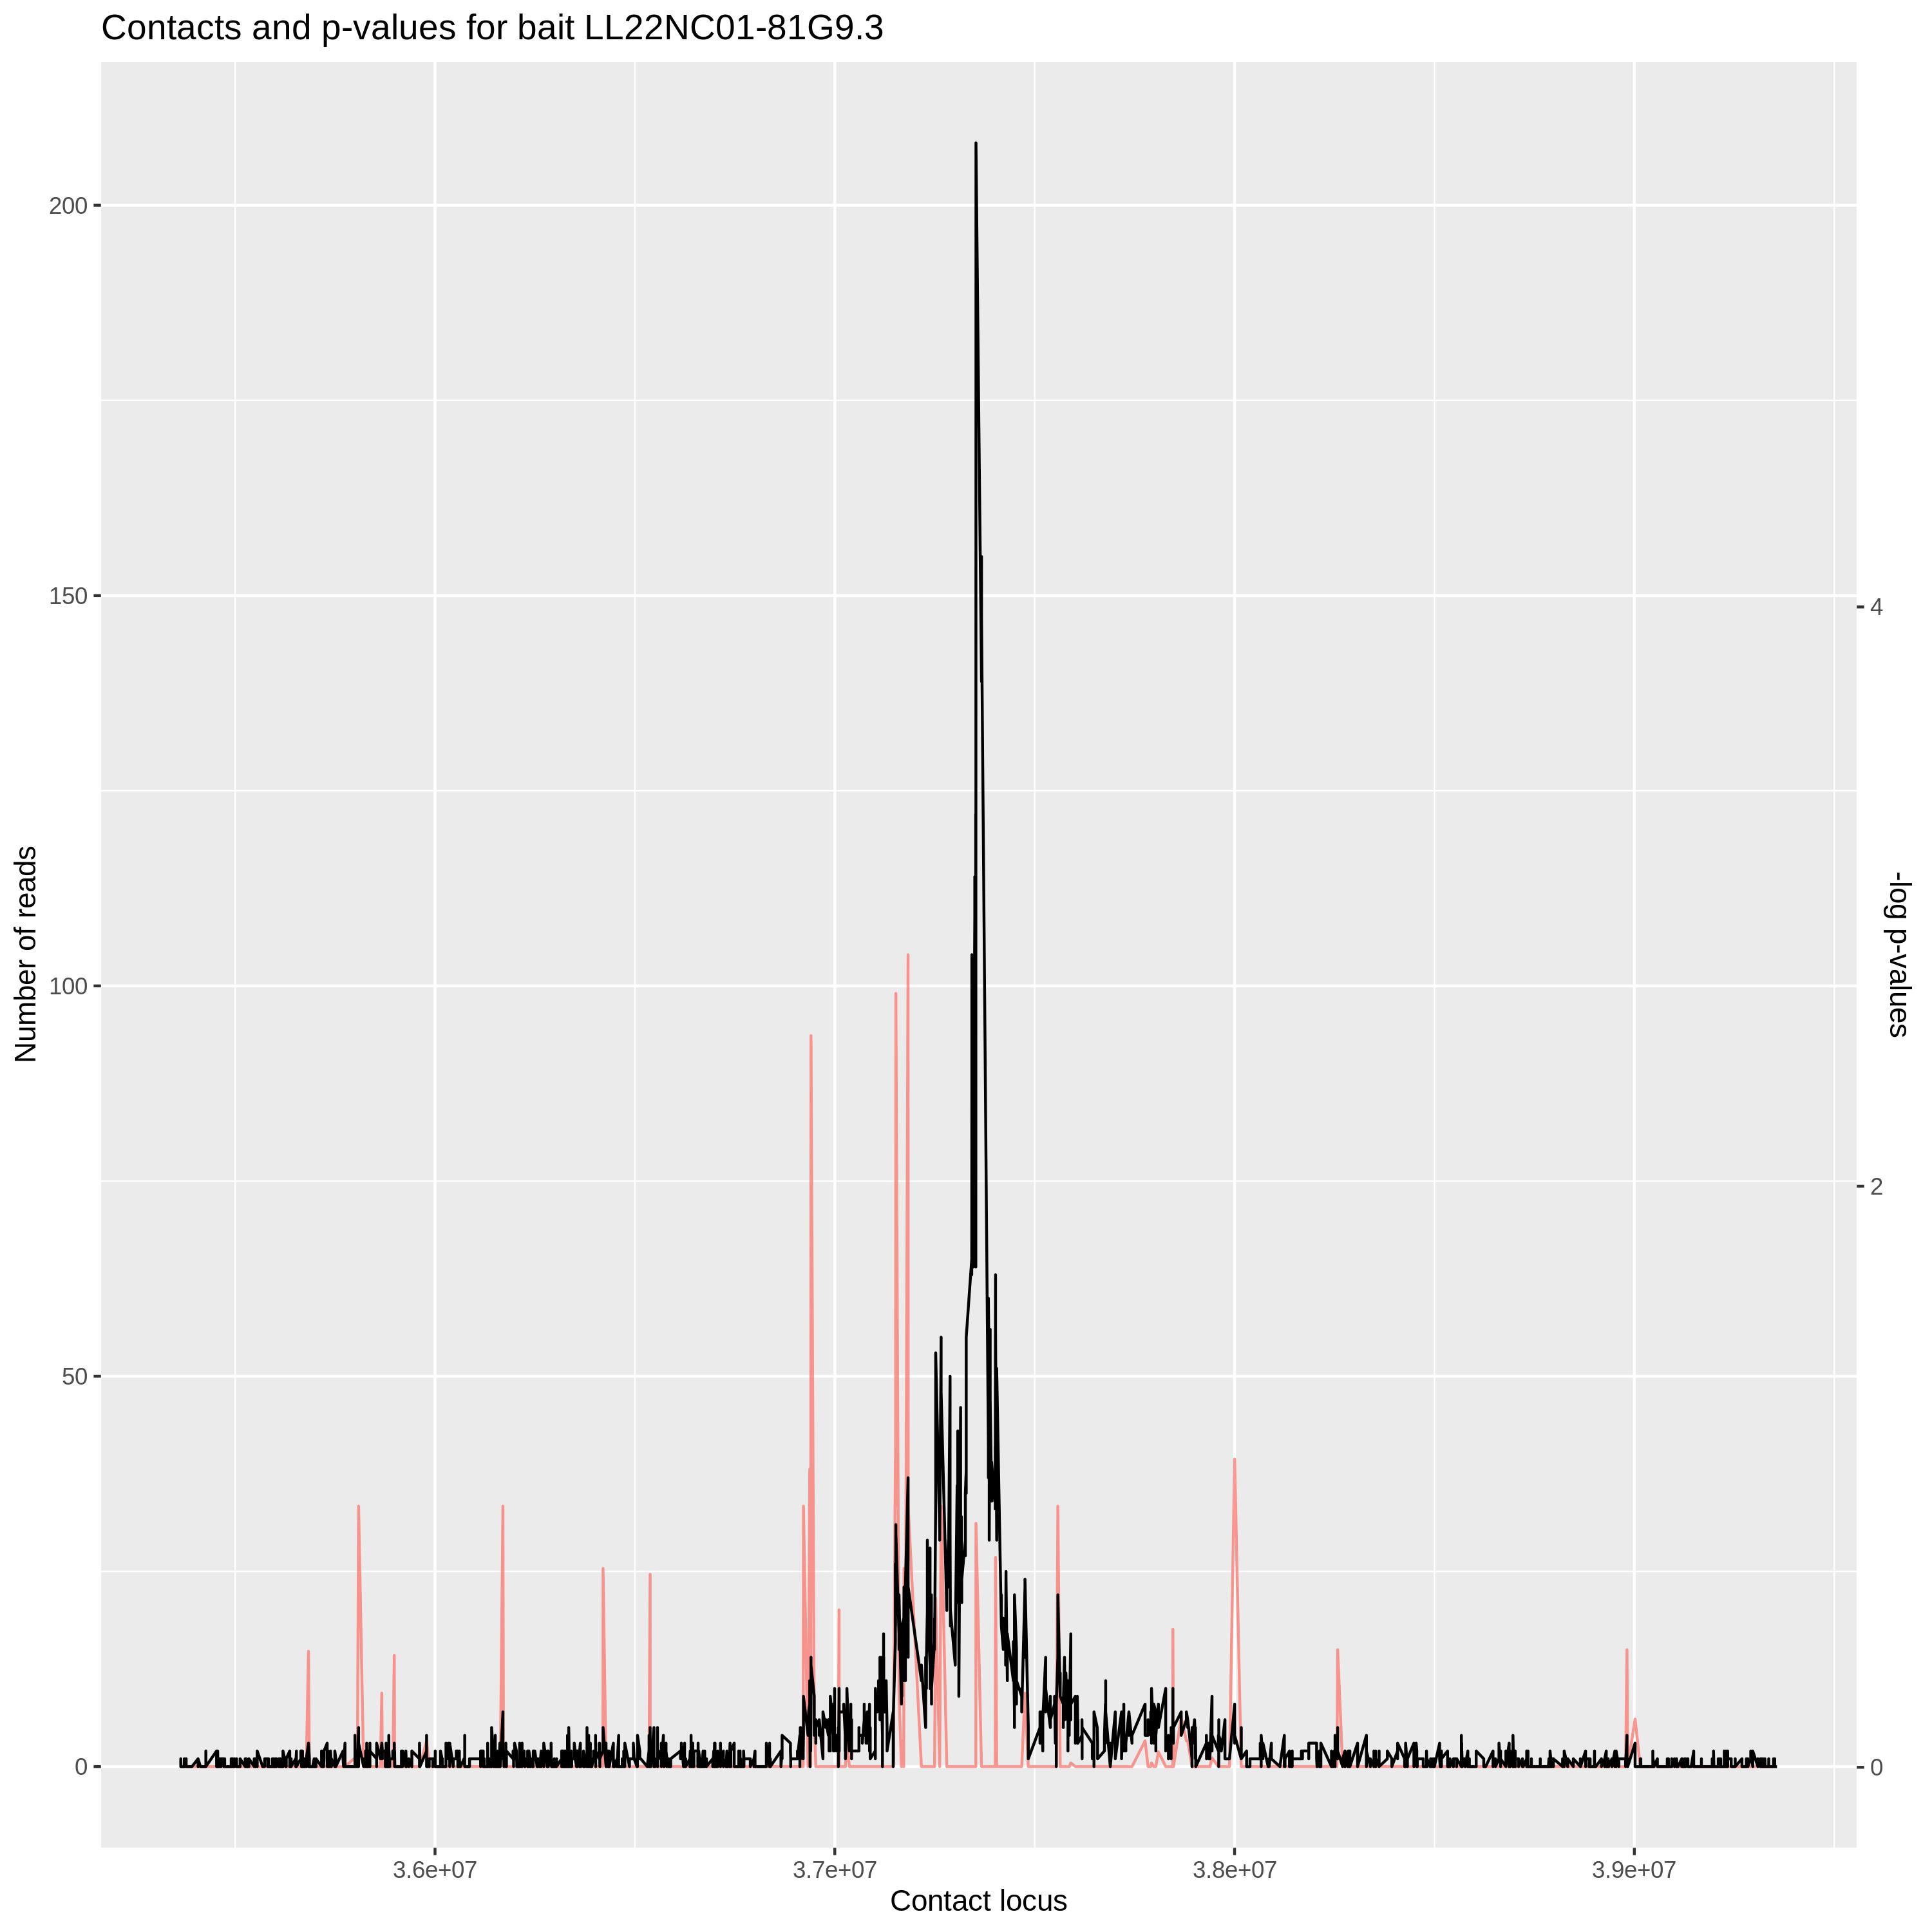 Contacts and p-values for bait LL22NC01-81G9.3
200
150
100
50
0
Number of reads
4
2
0
-log p-values
3.6e+07
3.7e+07
3.8e+07
3.9e+07
Contact locus